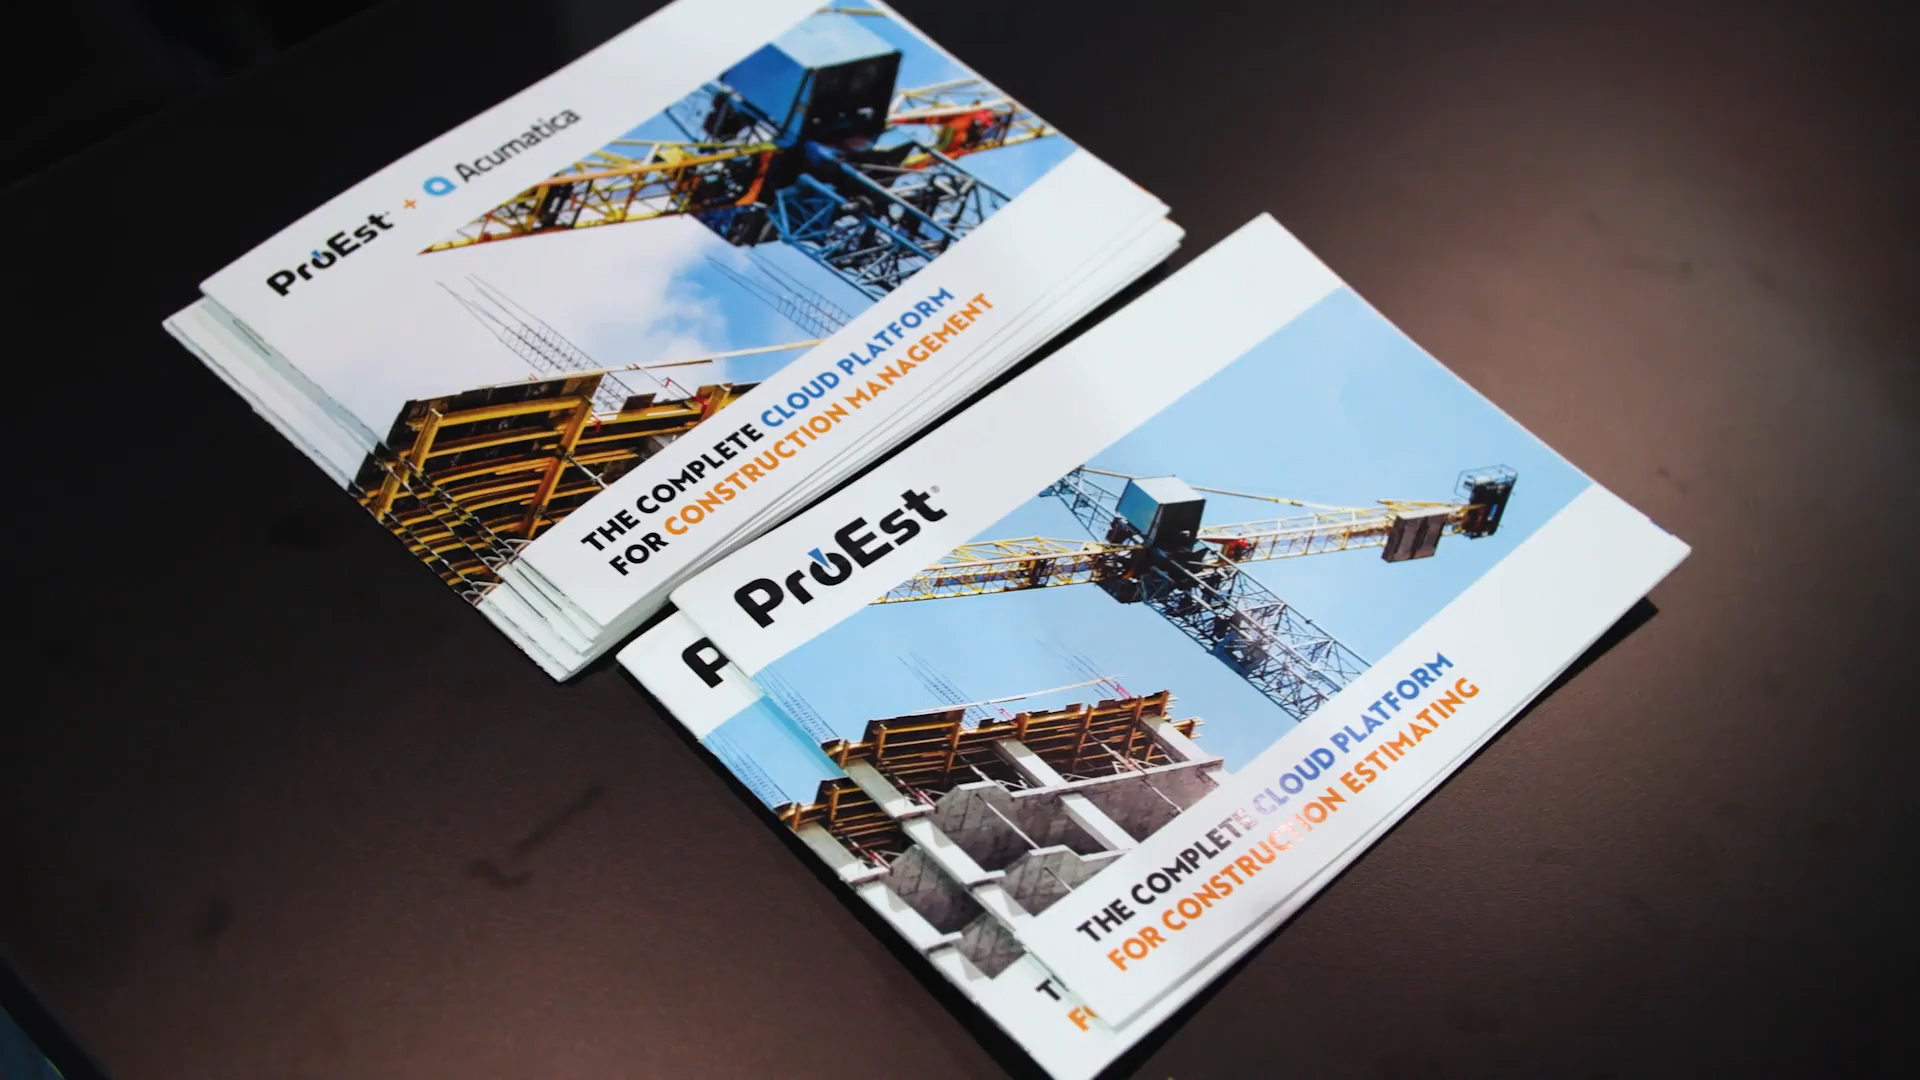 ProEst + Acumatica
THE COMPLETE CLOUD PLATFORM
FOR CONSTRUCTION MANAGEMENT
ProEst®
THE COMPLETE CLOUD PLATFORM
FOR CONSTRUCTION ESTIMATING
P
T
F